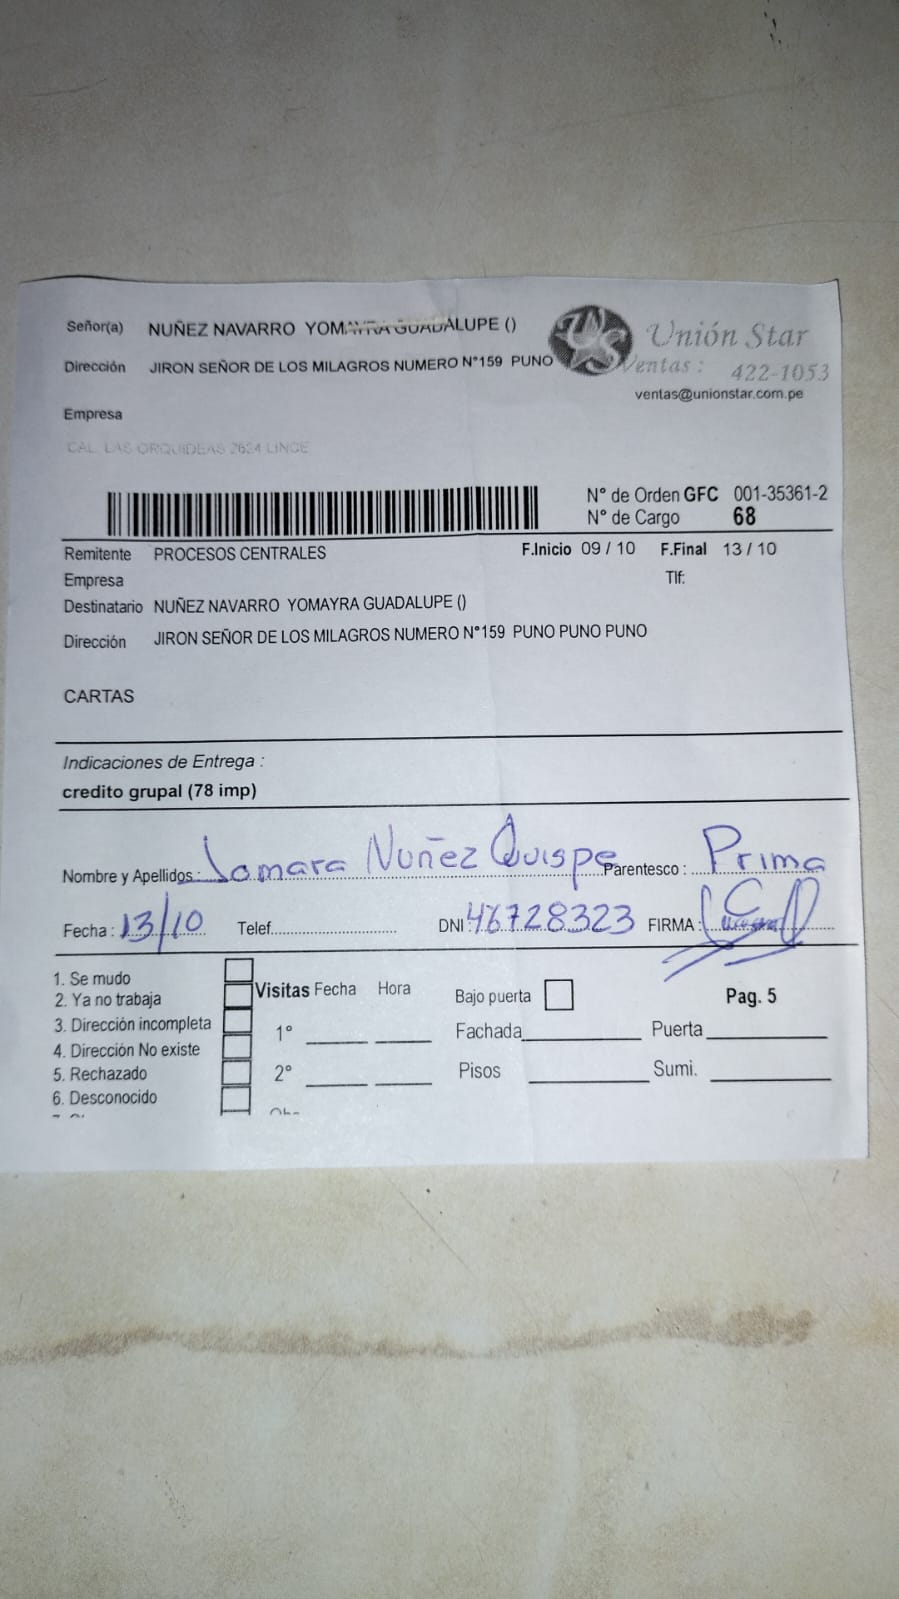 Señor(a) NUÑEZ NAVARRO YOMAYRA GUADALUPE ()
Unión Star
Dirección JIRON SEÑOR DE LOS MILAGROS NUMERO N°159 PUNO
Ventas : 422-1053
ventas@unionstar.com.pe
Empresa
CAL. LAS ORQUIDEAS 2634 LINCE
N° de Orden GFC 001-35361-2
N° de Cargo 68
Remitente PROCESOS CENTRALES F.Inicio 09 / 10 F.Final 13 / 10
Empresa Tlf:
Destinatario NUÑEZ NAVARRO YOMAYRA GUADALUPE ()
Dirección JIRON SEÑOR DE LOS MILAGROS NUMERO N°159 PUNO PUNO PUNO
CARTAS
Indicaciones de Entrega :
credito grupal (78 imp)
Nombre y Apellidos : Nuñez Quispe Parentesco : Prima
Fecha : 13/10 Telef. DNI : 46728323 FIRMA :
1. Se mudo
2. Ya no trabaja
3. Dirección incompleta
4. Dirección No existe
5. Rechazado
6. Desconocido
Visitas Fecha Hora
1°
2°
Bajo puerta
Pag. 5
Fachada Puerta
Pisos Sumi.